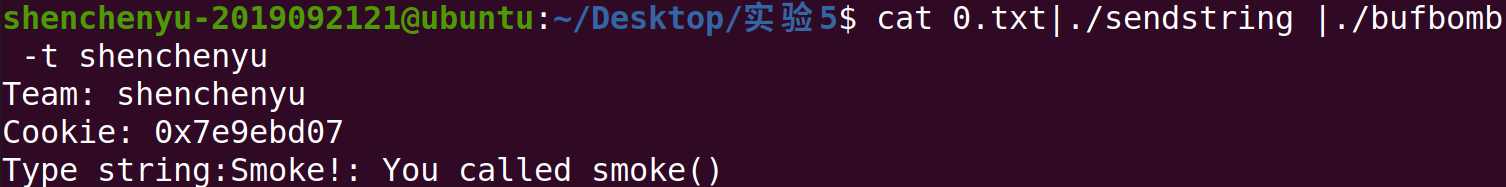 shenchenyu-2019092121@ubuntu:~/Desktop/实验5$ cat 0.txt|./sendstring |./bufbomb
 -t shenchenyu
Team: shenchenyu
Cookie: 0x7e9ebd07
Type string:Smoke!: You called smoke()